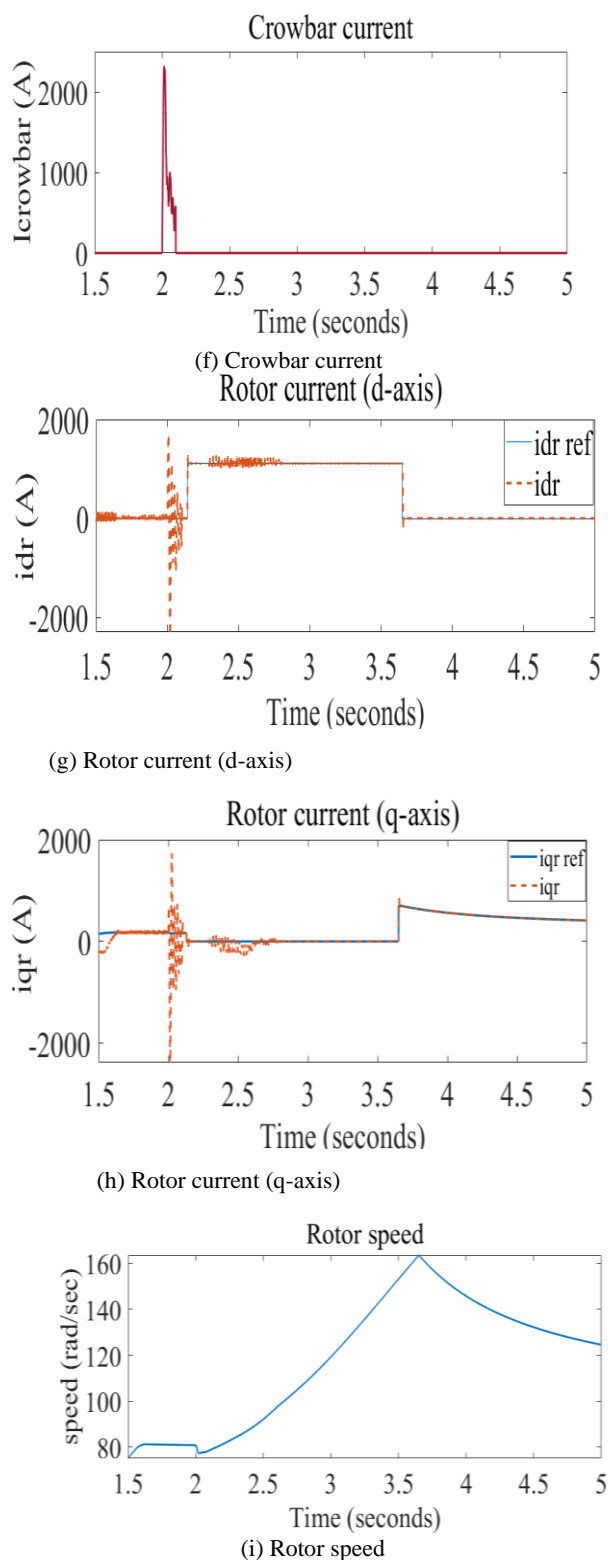 Crowbar current
Icrowbar (A)
2000
1000
0
1.5 2 2.5 3 3.5 4 4.5 5
Time (seconds)
(f) Crowbar current
Rotor current (d-axis)
idr (A)
2000
0
-2000
idr ref
idr
1.5 2 2.5 3 3.5 4 4.5 5
Time (seconds)
(g) Rotor current (d-axis)
Rotor current (q-axis)
iqr (A)
2000
0
-2000
iqr ref
iqr
1.5 2 2.5 3 3.5 4 4.5 5
Time (seconds)
(h) Rotor current (q-axis)
Rotor speed
speed (rad/sec)
160
140
120
100
80
1.5 2 2.5 3 3.5 4 4.5 5
Time (seconds)
(i) Rotor speed